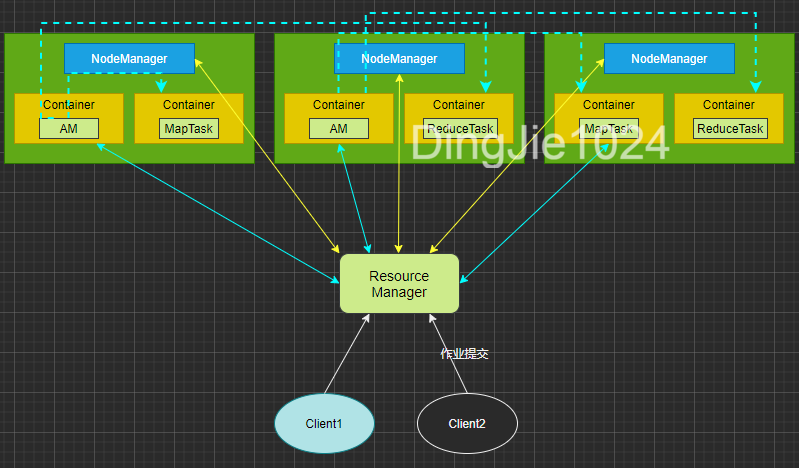 NodeManager
NodeManager
NodeManager
Container
Container
Container
Container
Container
Container
AM
MapTask
AM
ReduceTask
MapTask
ReduceTask
DingJie1024
Resource
Manager
作业提交
Client1
Client2